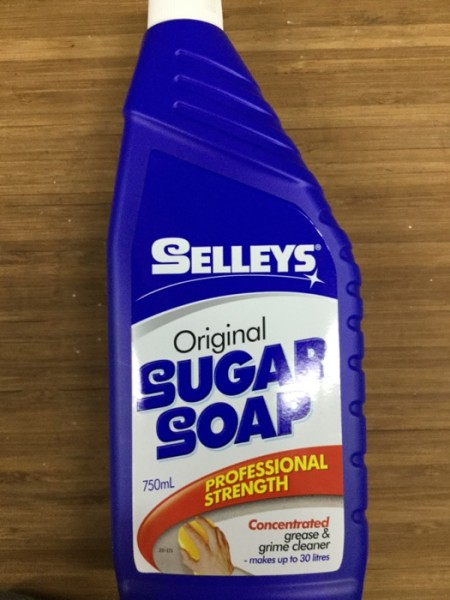 SELLEYS®
Original
SUGAR
SOAP
750mL
PROFESSIONAL
STRENGTH
Concentrated
grease &
grime cleaner
- makes up to 30 litres